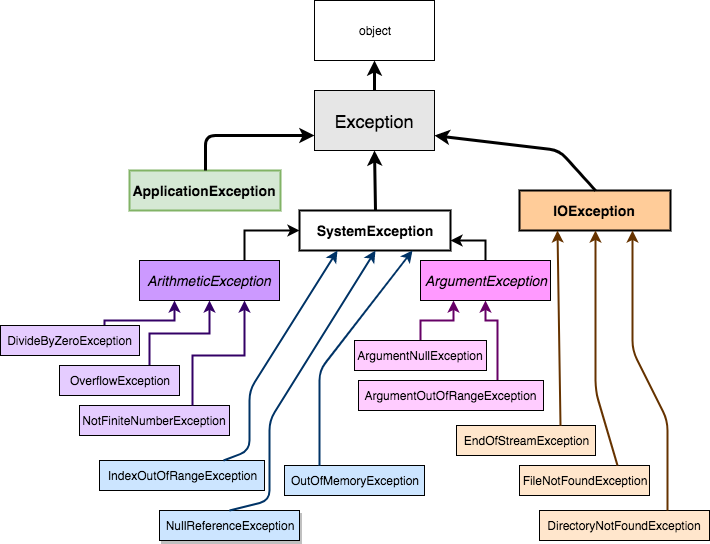 object
Exception
ApplicationException
IOException
SystemException
ArithmeticException
ArgumentException
DivideByZeroException
ArgumentNullException
OverflowException
ArgumentOutOfRangeException
NotFiniteNumberException
EndOfStreamException
IndexOutOfRangeException
OutOfMemoryException
FileNotFoundException
NullReferenceException
DirectoryNotFoundException